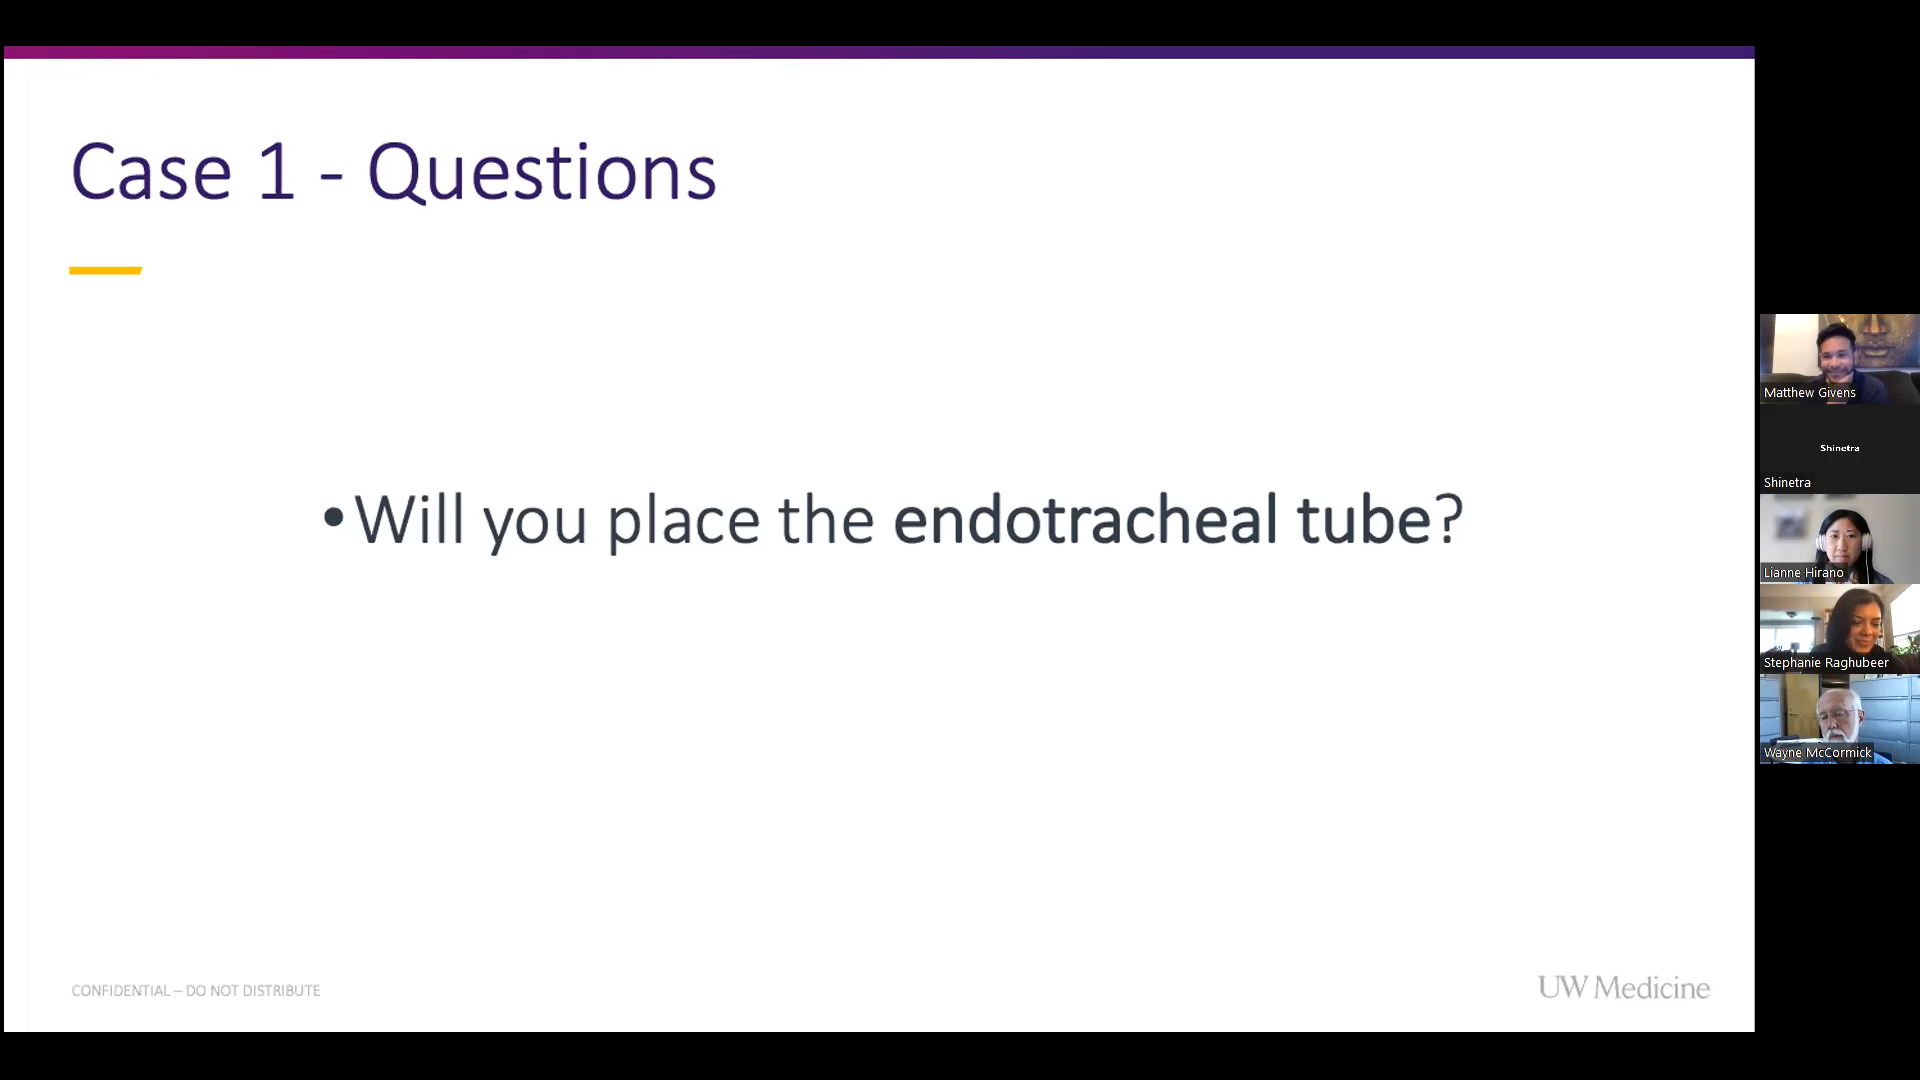 Case 1 - Questions
•Will you place the endotracheal tube?
CONFIDENTIAL – DO NOT DISTRIBUTE
UW Medicine
Matthew Givens
Shinetra
Shinetra
Lianne Hirano
Stephanie Raghubeer
Wayne McCormick